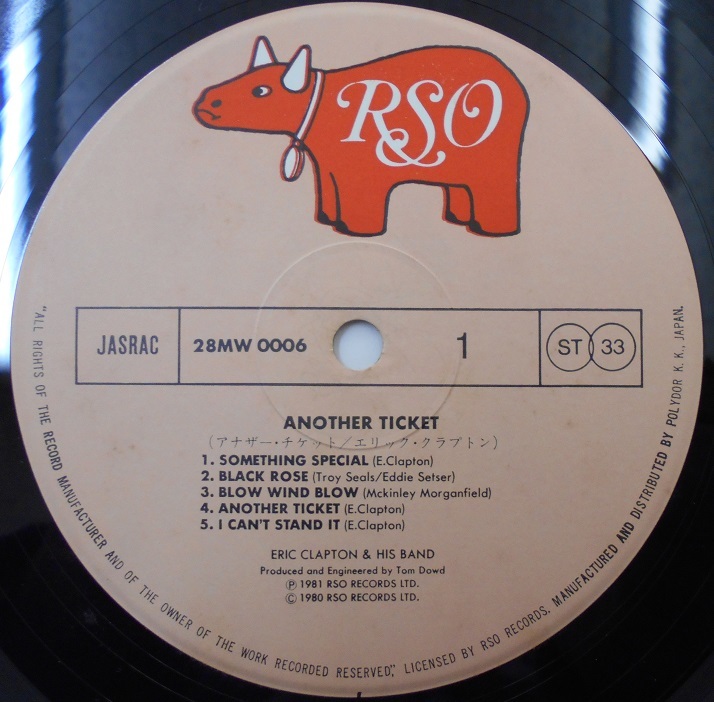 RSO
JASRAC
28MW 0006
1
ST 33
ANOTHER TICKET
(アナザー・チケット/エリック・クラプトン)
1. SOMETHING SPECIAL (E.Clapton)
2. BLACK ROSE (Troy Seals/Eddie Setser)
3. BLOW WIND BLOW (Mckinley Morganfield)
4. ANOTHER TICKET (E.Clapton)
5. I CAN'T STAND IT (E.Clapton)
ERIC CLAPTON & HIS BAND
Produced and Engineered by Tom Dowd
Ⓟ 1981 RSO RECORDS LTD.
Ⓒ 1980 RSO RECORDS LTD.
"ALL RIGHTS OF THE RECORD MANUFACTURER AND OF THE OWNER OF THE WORK RECORDED RESERVED," LICENSED BY RSO RECORDS. MANUFACTURED AND DISTRIBUTED BY POLYDOR K. K., JAPAN.